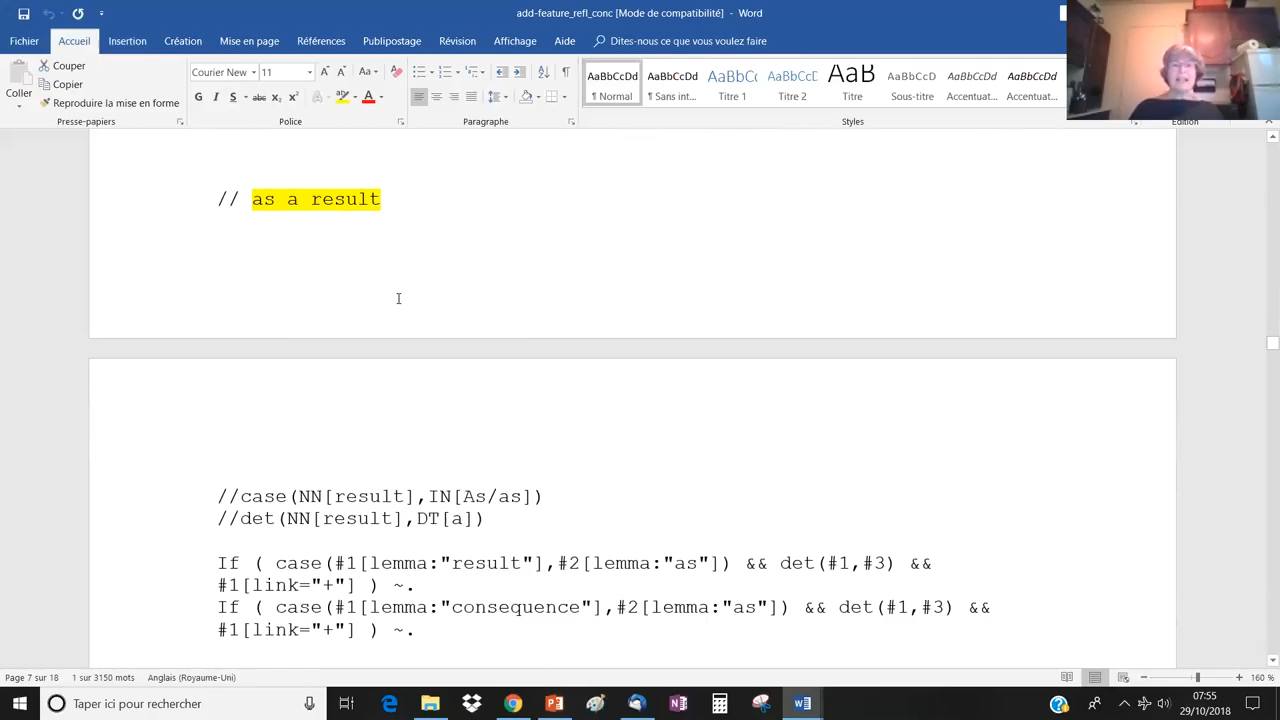 add-feature_refl_conc [Mode de compatibilité] - Word
Fichier Accueil Insertion Création Mise en page Références Publipostage Révision Affichage Aide Dites-nous ce que vous voulez faire
Coller
Couper
Copier
Reproduire la mise en forme
Presse-papiers
Courier New 11
G I S abc
Police
Paragraphe
AaBbCcDd AaBbCcDd AaBbC( AaBbCcC AaB AaBbCcD AaBbCcDd AaBbCcDd
¶ Normal ¶ Sans int... Titre 1 Titre 2 Titre Sous-titre Accentuat... Accentuat...
Styles
Édition
// as a result
//case(NN[result],IN[As/as])
//det(NN[result],DT[a])
If ( case(#1[lemma:"result"],#2[lemma:"as"]) && det(#1,#3) &&
#1[link="+"] ) ~.
If ( case(#1[lemma:"consequence"],#2[lemma:"as"]) && det(#1,#3) &&
#1[link="+"] ) ~.
Page 7 sur 18 1 sur 3150 mots Anglais (Royaume-Uni) 160 %
Taper ici pour rechercher
07:55
29/10/2018